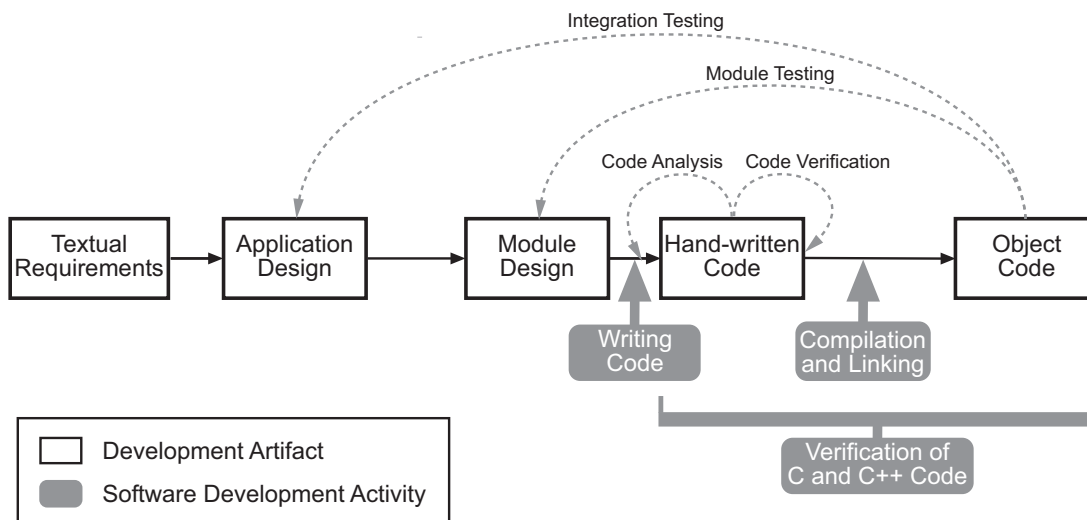 Integration Testing
Module Testing
Code Analysis
Code Verification
Textual
Requirements
Application
Design
Module
Design
Hand-written
Code
Object
Code
Writing
Code
Compilation
and Linking
Verification of
C and C++ Code
Development Artifact
Software Development Activity